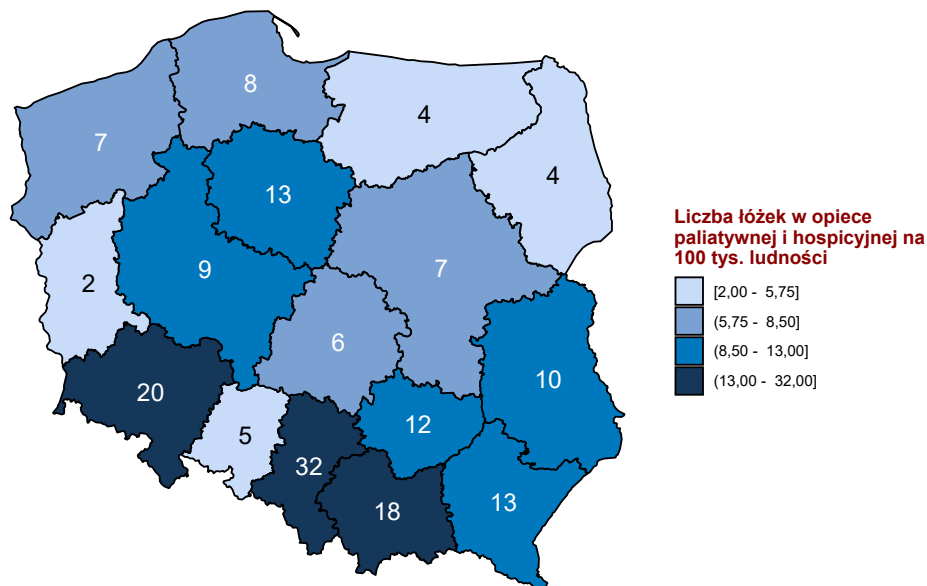 8
4
7
4
13
9
7
2
6
10
20
12
5
32
13
18
Liczba łóżek w opiece
paliatywnej i hospicyjnej na
100 tys. ludności
[2,00 - 5,75]
(5,75 - 8,50]
(8,50 - 13,00]
(13,00 - 32,00]